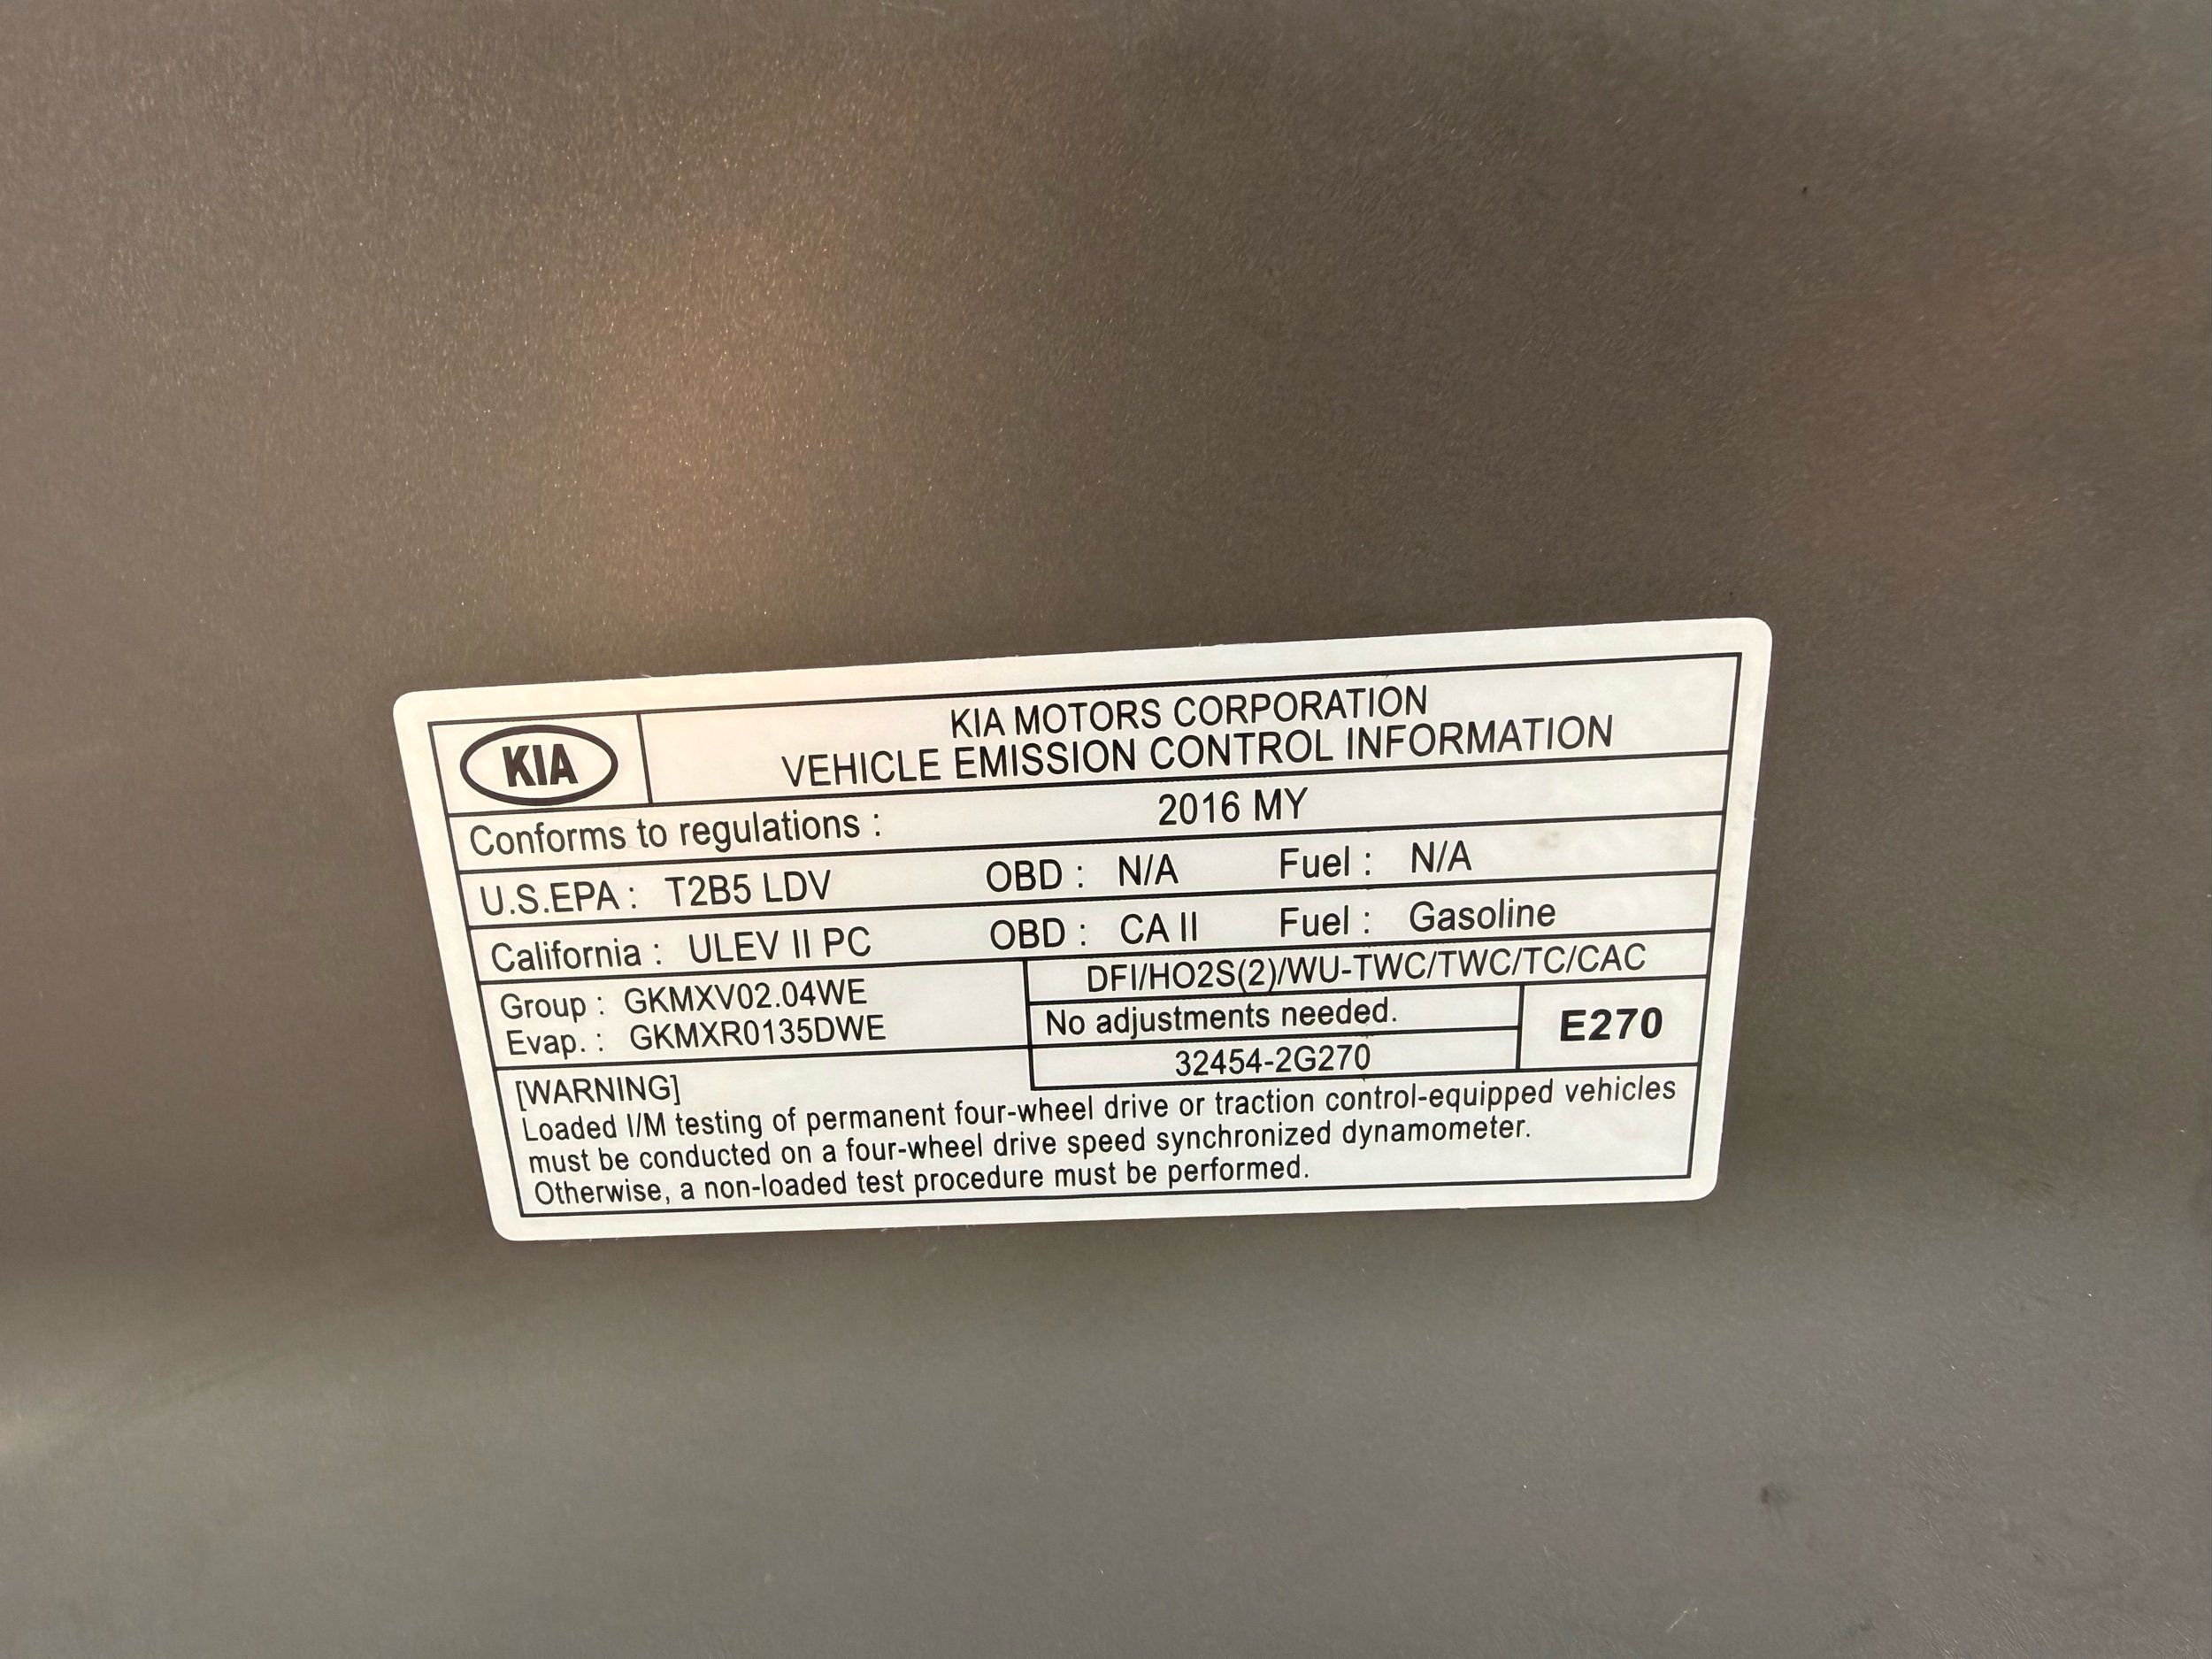 KIA
KIA MOTORS CORPORATION
VEHICLE EMISSION CONTROL INFORMATION
Conforms to regulations : 2016 MY
U.S.EPA : T2B5 LDV OBD : N/A Fuel : N/A
California : ULEV II PC OBD : CA II Fuel : Gasoline
Group : GKMXV02.04WE
Evap. : GKMXR0135DWE
DFI/HO2S(2)/WU-TWC/TWC/TC/CAC
No adjustments needed.
32454-2G270
E270
[WARNING]
Loaded I/M testing of permanent four-wheel drive or traction control-equipped vehicles
must be conducted on a four-wheel drive speed synchronized dynamometer.
Otherwise, a non-loaded test procedure must be performed.